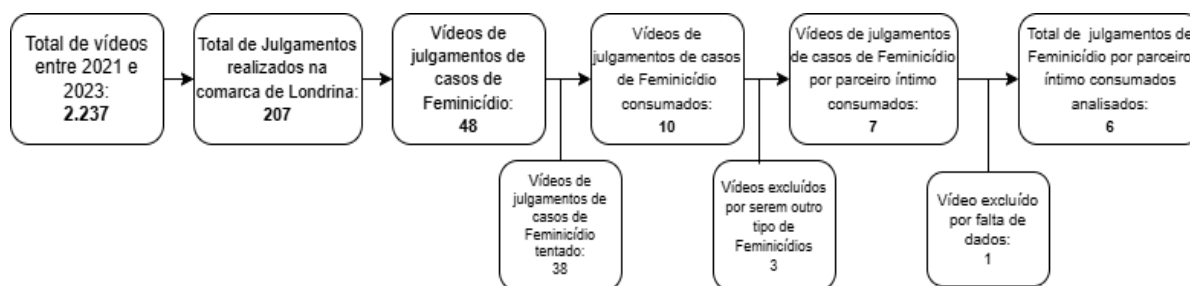 Total de vídeos
entre 2021 e
2023:
2.237
Total de Julgamentos
realizados na
comarca de Londrina:
207
Vídeos de
julgamentos de
casos de
Feminicídio:
48
Vídeos de
julgamentos de casos
de Feminicídio
consumados:
10
Vídeos de julgamentos
de casos de Feminicídio
por parceiro íntimo
consumados:
7
Total de julgamentos de
Feminicídio por parceiro
íntimo consumados
analisados:
6
Vídeos de
julgamentos de
casos de
Feminicídio
tentado:
38
Vídeos excluídos
por serem outro
tipo de
Feminicídios
3
Vídeo excluído
por falta de
dados:
1